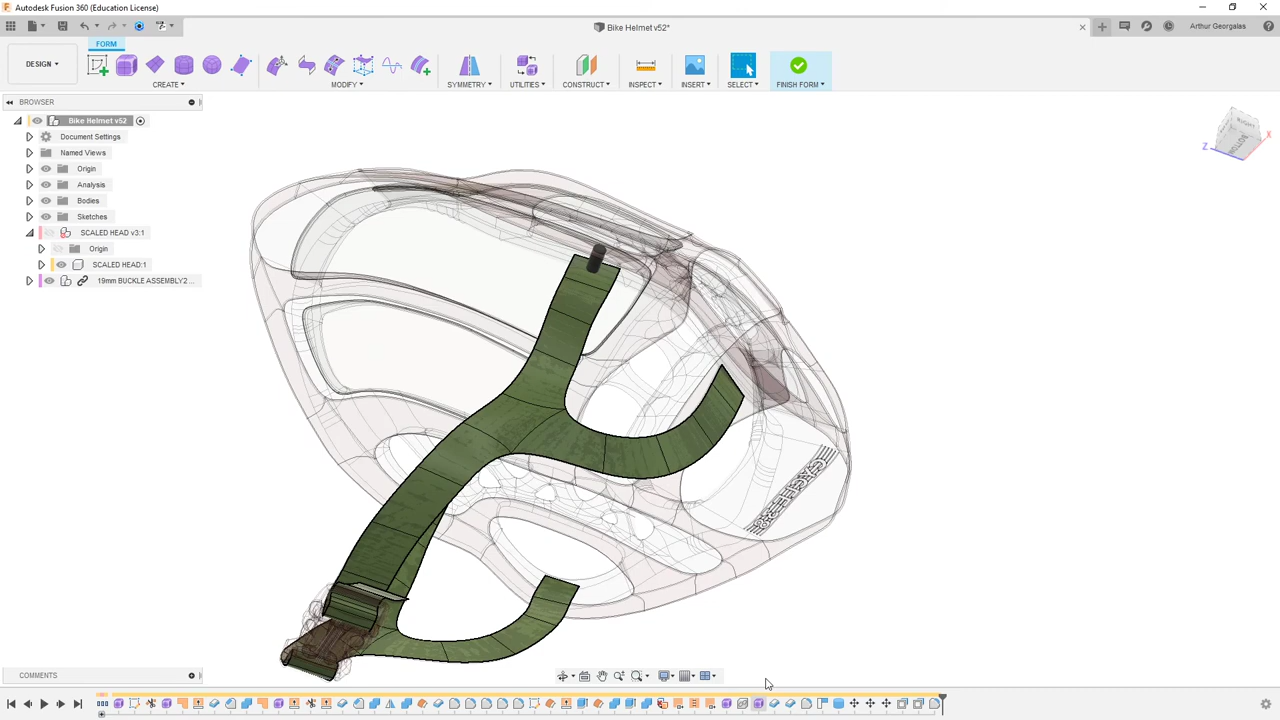 Autodesk Fusion 360 (Education License)
Bike Helmet v52*
Arthur Georgalas
DESIGN
FORM
CREATE
MODIFY
SYMMETRY
UTILITIES
CONSTRUCT
INSPECT
INSERT
SELECT
FINISH FORM
BROWSER
Bike Helmet v52
Document Settings
Named Views
Origin
Analysis
Bodies
Sketches
SCALED HEAD v3:1
Origin
SCALED HEAD:1
19mm BUCKLE ASSEMBLY2 ...
RIGHT
BOTTOM
Z
X
COMMENTS